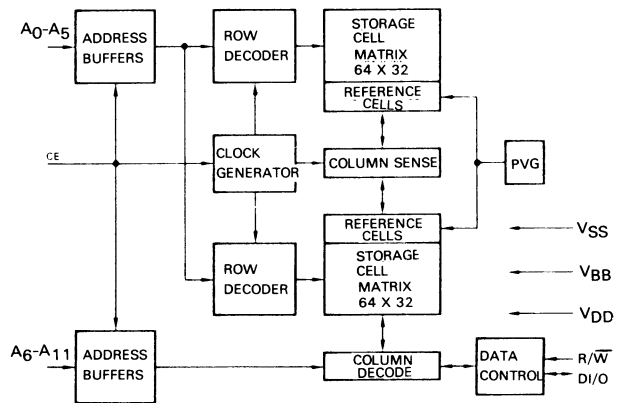 A0-A5
ADDRESS
BUFFERS
ROW
DECODER
STORAGE
CELL
MATRIX
64 X 32
REFERENCE
CELLS
CE
CLOCK
GENERATOR
COLUMN SENSE
PVG
REFERENCE
CELLS
STORAGE
CELL
MATRIX
64 X 32
ROW
DECODER
VSS
VBB
VDD
A6-A11
ADDRESS
BUFFERS
COLUMN
DECODE
DATA
CONTROL
R/W̅
DI/O